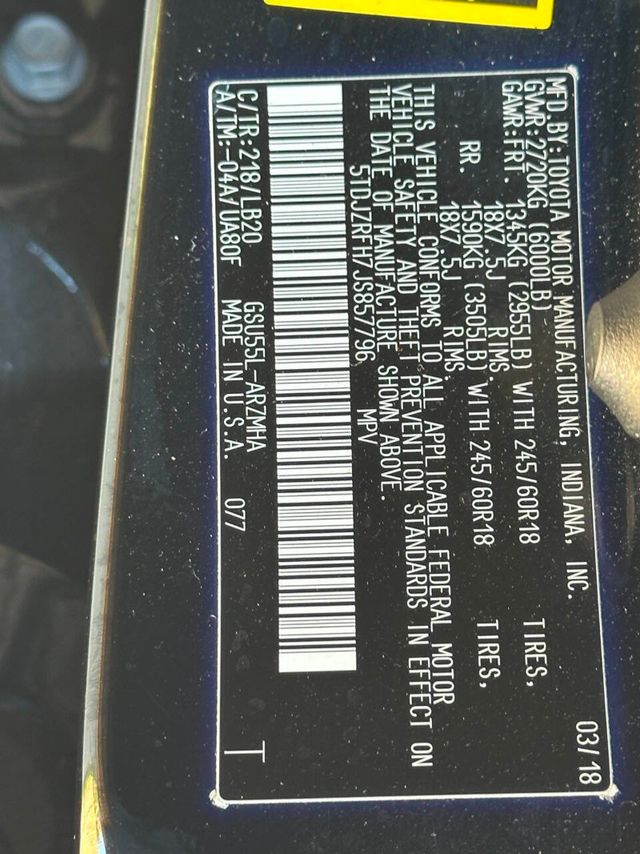 MFD.BY:TOYOTA MOTOR MANUFACTURING, INDIANA, INC. 03/18
GVWR:2720KG (6000LB)
GAWR:FRT. 1345KG (2955LB) WITH 245/60R18 TIRES,
18X7.5J RIMS.
RR. 1590KG (3505LB) WITH 245/60R18 TIRES,
18X7.5J RIMS.
THIS VEHICLE CONFORMS TO ALL APPLICABLE FEDERAL MOTOR
VEHICLE SAFETY AND THEFT PREVENTION STANDARDS IN EFFECT ON
THE DATE OF MANUFACTURE SHOWN ABOVE.
5TDJZRFH7JS857796 MPV
C/TR:218/LB20 GSU55L-ARZMHA
A/TM:-04A/UA80F MADE IN U.S.A. 077 T